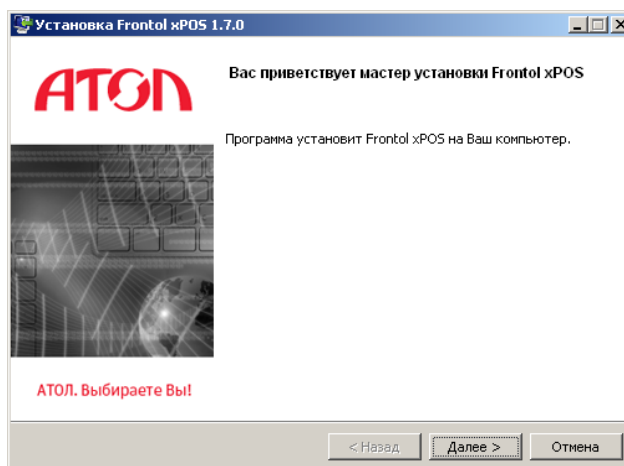 Установка Frontol xPOS 1.7.0
АТОЛ
Вас приветствует мастер установки Frontol xPOS
Программа установит Frontol xPOS на Ваш компьютер.
АТОЛ. Выбираете Вы!
< Назад
Далее >
Отмена